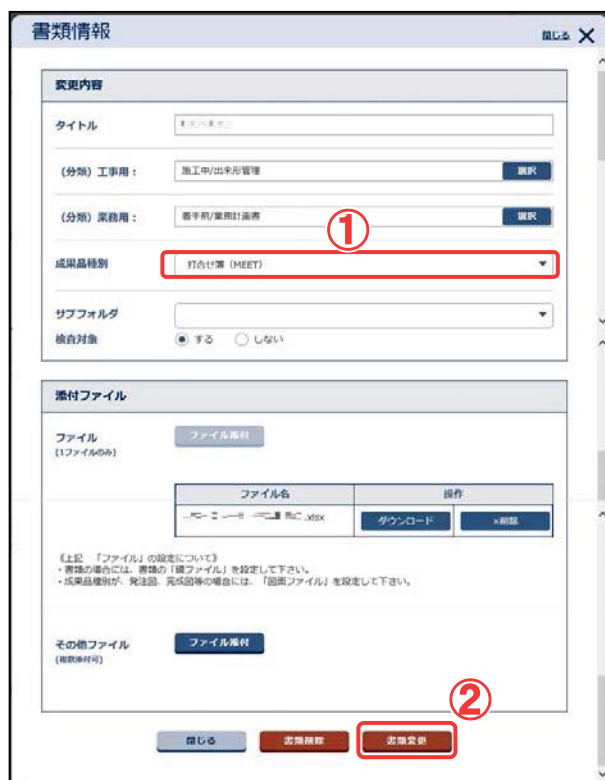 書類情報
閉じる ×
変更内容
タイトル
(分類)工事用: 施工中/出来形管理 選択
(分類)業務用: 着手前/業務計画書 選択
①
成果品種別 打合せ簿(MEET)
サブフォルダ
検査対象 する しない
添付ファイル
ファイル ファイル添付
(1ファイルのみ)
ファイル名 操作
.xlsx ダウンロード ×削除
《上記 「ファイル」の設定について》
・書類の場合には、書類の「鏡ファイル」を設定して下さい。
・成果品種別が、発注図、完成図等の場合には、「図面ファイル」を設定して下さい。
その他ファイル ファイル添付
(複数添付可)
②
閉じる 書類削除 書類変更